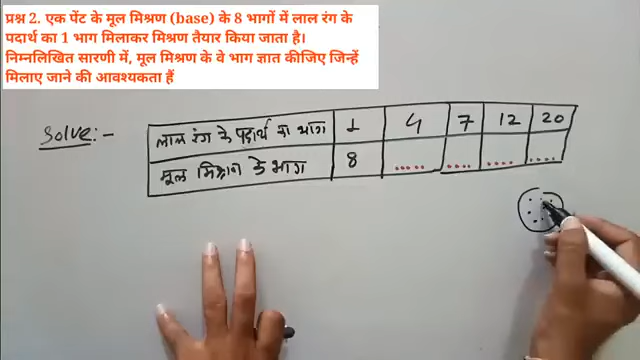 प्रश्न 2. एक पेंट के मूल मिश्रण (base) के 8 भागों में लाल रंग के
पदार्थ का 1 भाग मिलाकर मिश्रण तैयार किया जाता है।
निम्नलिखित सारणी में, मूल मिश्रण के वे भाग ज्ञात कीजिए जिन्हें
मिलाए जाने की आवश्यकता हैं
Solve:-
लाल रंग के पदार्थ का भाग 1 4 7 12 20
मूल मिश्रण के भाग 8 ..... .... .... ....